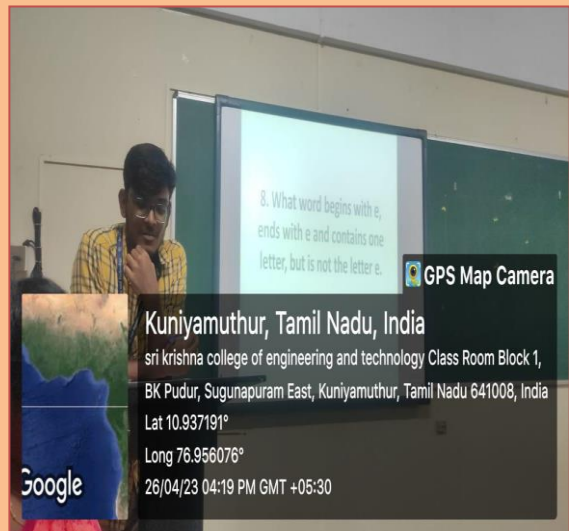 8. What word begins with e,
ends with e and contains one
letter, but is not the letter e.
GPS Map Camera
Kuniyamuthur, Tamil Nadu, India
sri krishna college of engineering and technology Class Room Block 1,
BK Pudur, Sugunapuram East, Kuniyamuthur, Tamil Nadu 641008, India
Lat 10.937191°
Long 76.956076°
26/04/23 04:19 PM GMT +05:30
Google